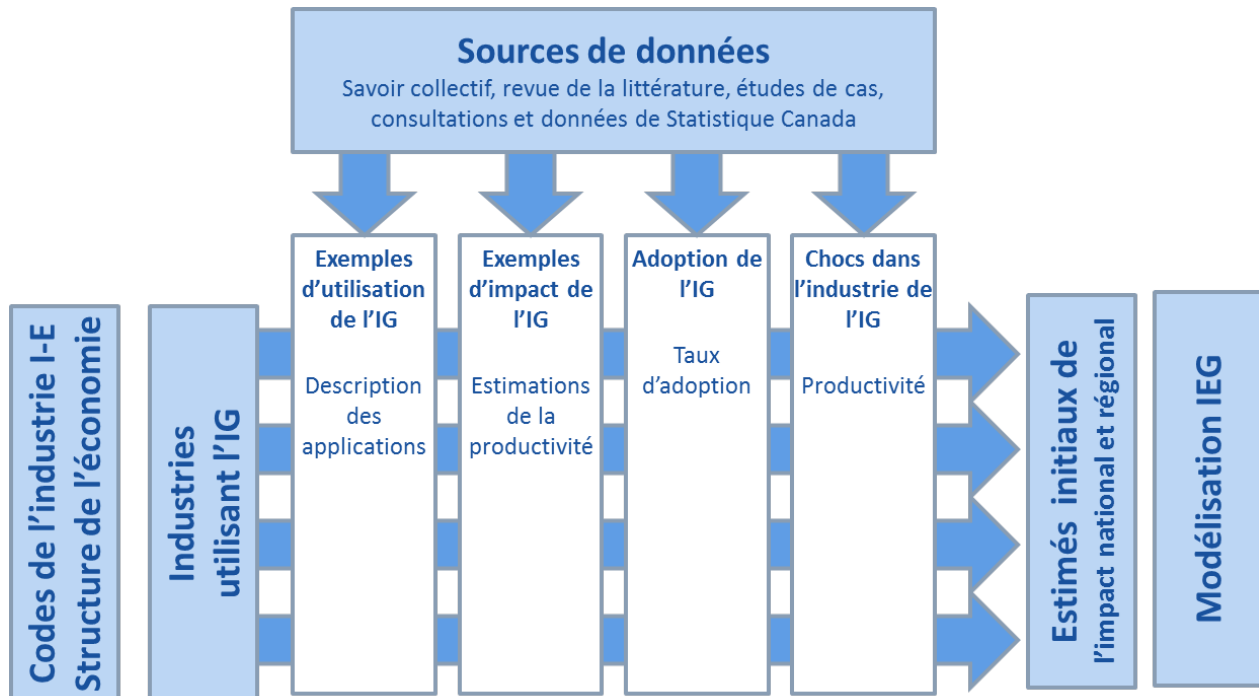 Sources de données
Savoir collectif, revue de la littérature, études de cas,
consultations et données de Statistique Canada
Codes de l'industrie I-E
Structure de l'économie
Industries
utilisant l'IG
Exemples
d'utilisation
de l'IG
Description
des
applications
Exemples
d'impact de
l'IG
Estimations
de la
productivité
Adoption de
l'IG
Taux
d'adoption
Chocs dans
l'industrie de
l'IG
Productivité
Estimés initiaux de
l'impact national et régional
Modélisation IEG